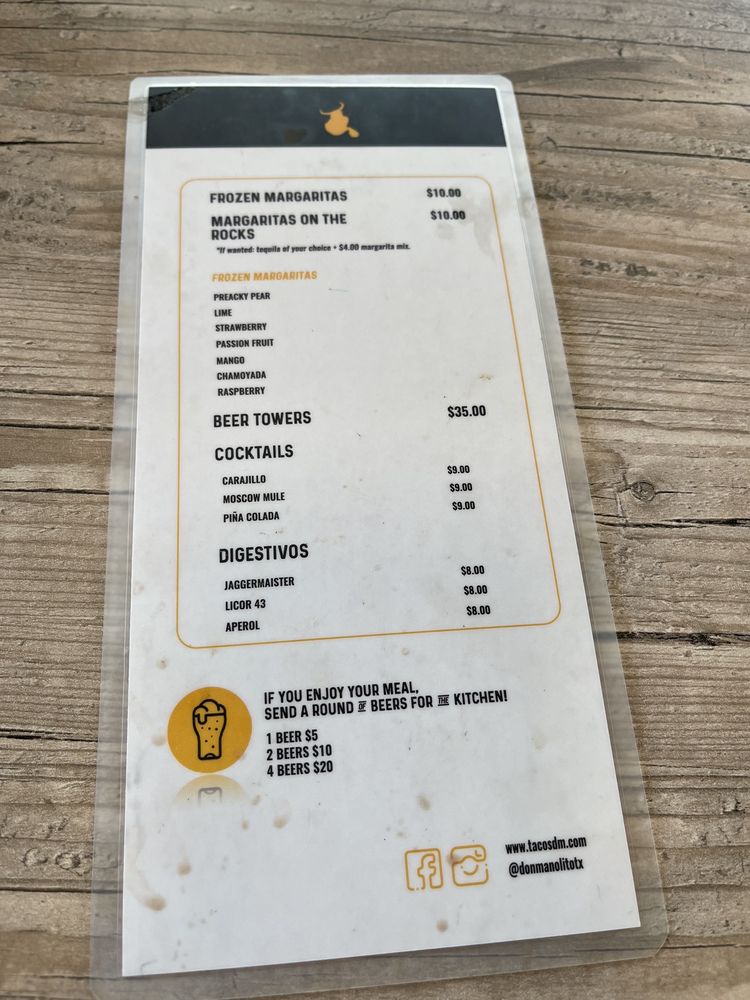 FROZEN MARGARITAS $10.00
MARGARITAS ON THE $10.00
ROCKS
*If wanted: tequila of your choice + $4.00 margarita mix.
FROZEN MARGARITAS
PREACKY PEAR
LIME
STRAWBERRY
PASSION FRUIT
MANGO
CHAMOYADA
RASPBERRY
BEER TOWERS $35.00
COCKTAILS
CARAJILLO $9.00
MOSCOW MULE $9.00
PIÑA COLADA $9.00
DIGESTIVOS
JAGGERMAISTER $8.00
LICOR 43 $8.00
APEROL $8.00
IF YOU ENJOY YOUR MEAL,
SEND A ROUND OF BEERS FOR THE KITCHEN!
1 BEER $5
2 BEERS $10
4 BEERS $20
www.tacosdm.com
@donmanolitotx